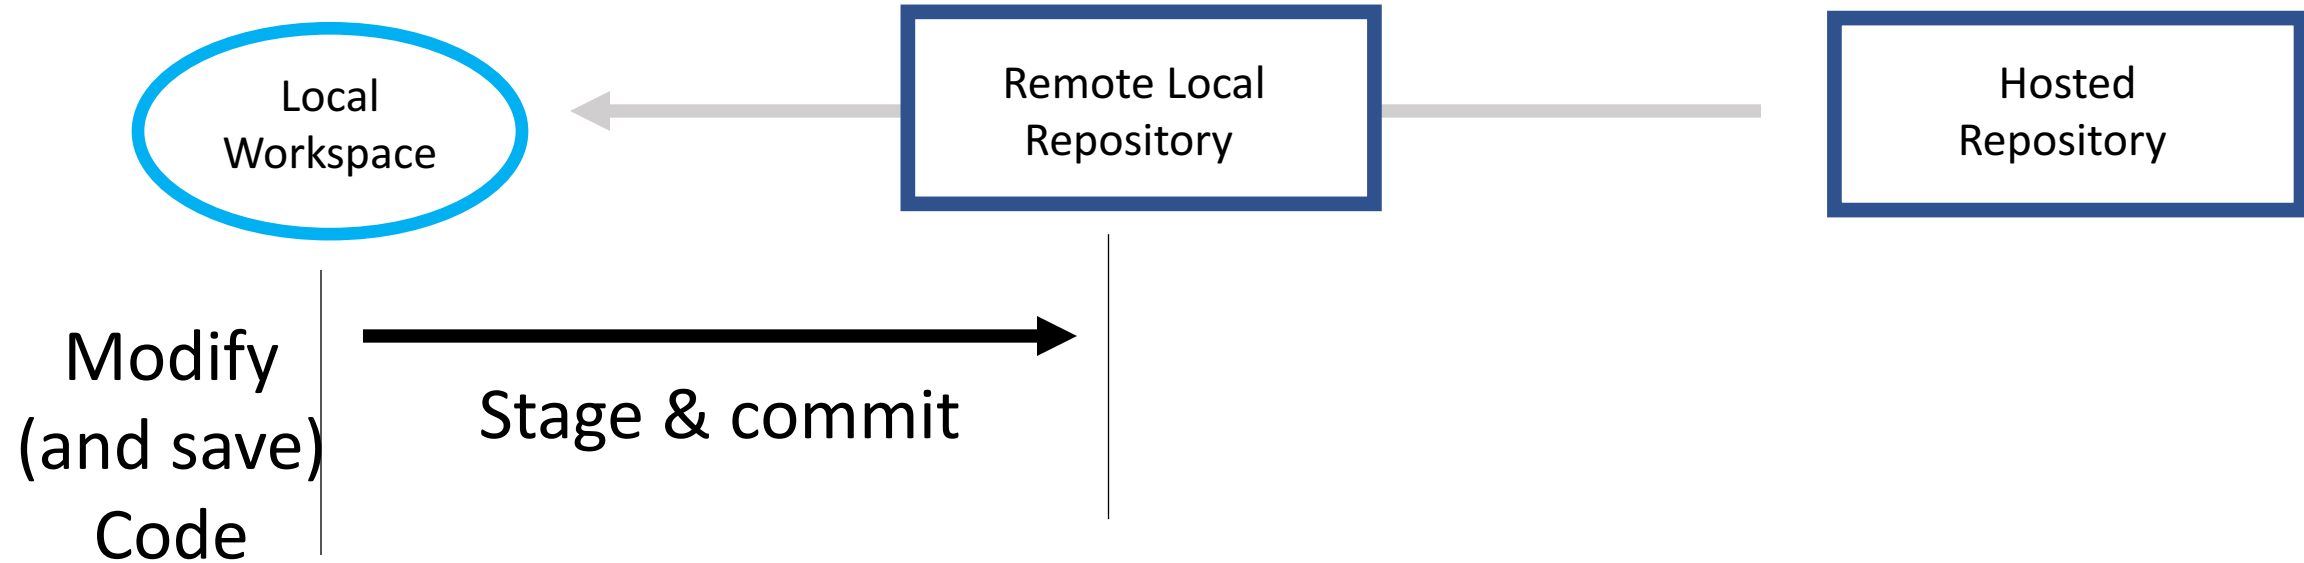 Local
Workspace
Remote Local
Repository
Hosted
Repository
Modify
(and save)
Code
Stage & commit